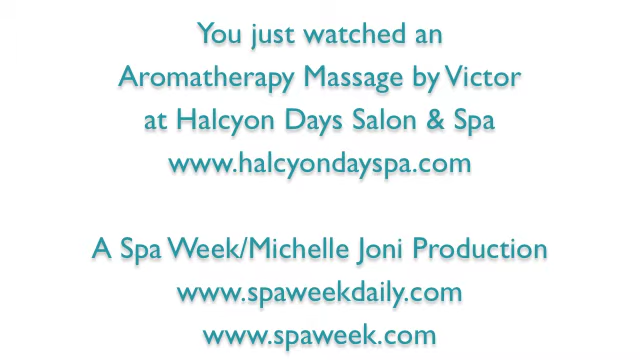 You just watched an
Aromatherapy Massage by Victor
at Halcyon Days Salon & Spa
www.halcyondayspa.com
A Spa Week/Michelle Joni Production
www.spaweekdaily.com
www.spaweek.com